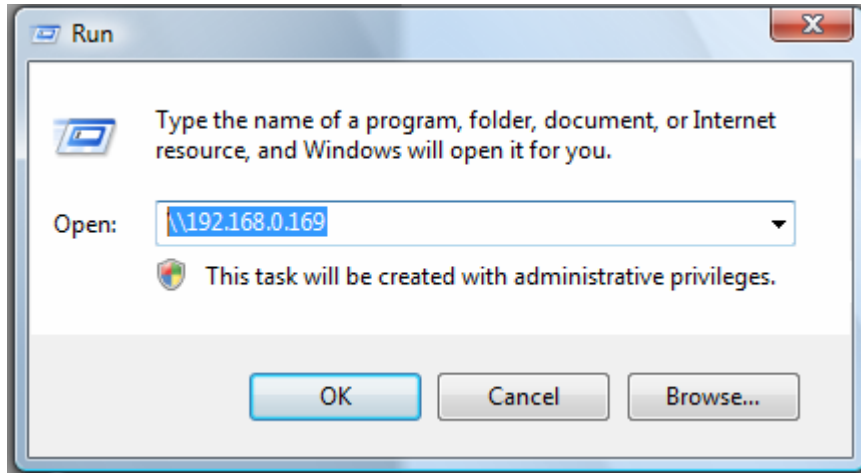 Run
Type the name of a program, folder, document, or Internet
resource, and Windows will open it for you.
Open: \\192.168.0.169
This task will be created with administrative privileges.
OK Cancel Browse...